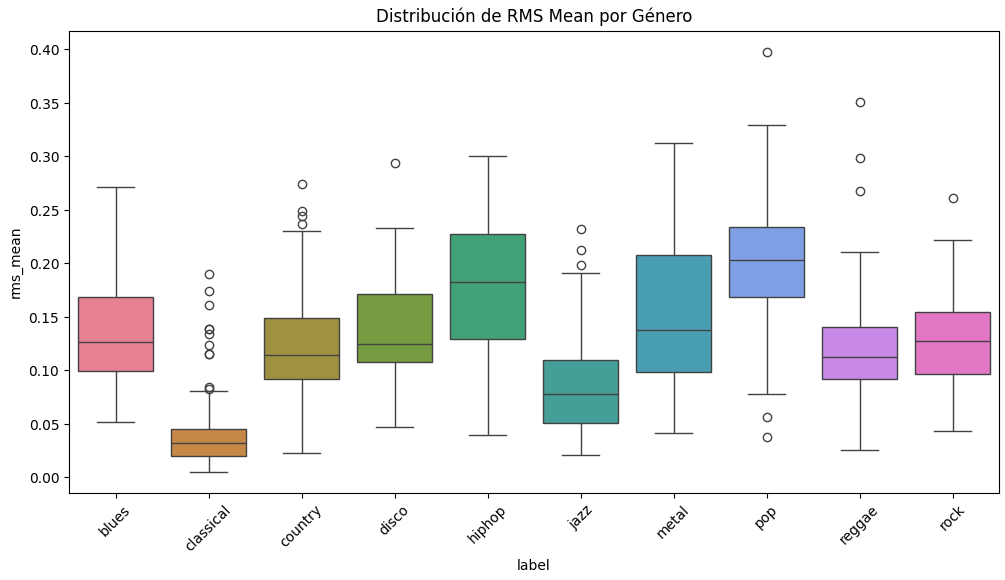 Distribución de RMS Mean por Género
rms_mean
0.40
0.35
0.30
0.25
0.20
0.15
0.10
0.05
0.00
blues
classical
country
disco
hiphop
jazz
metal
pop
reggae
rock
label